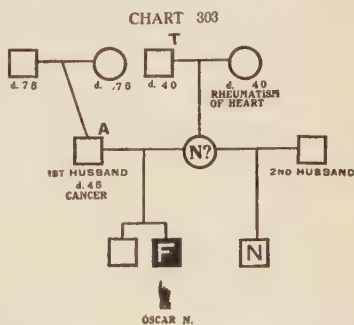 CHART 303
T
d. 78 d. .78 d. 40 d. 40
RHEUMATISM
OF HEART
A
N?
1ST HUSBAND 2ND HUSBAND
d. 48
CANCER
F N
OSCAR N.